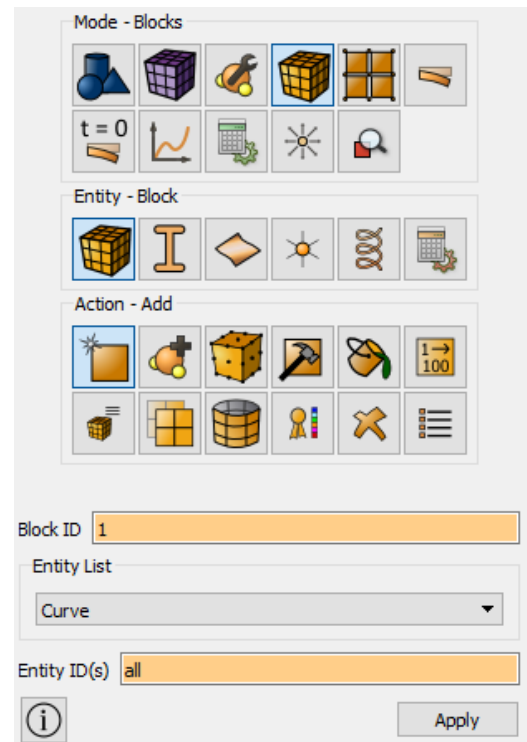 Mode - Blocks
t = 0
Entity - Block
Action - Add
1→
100
Block ID 1
Entity List
Curve
Entity ID(s) all
i Apply